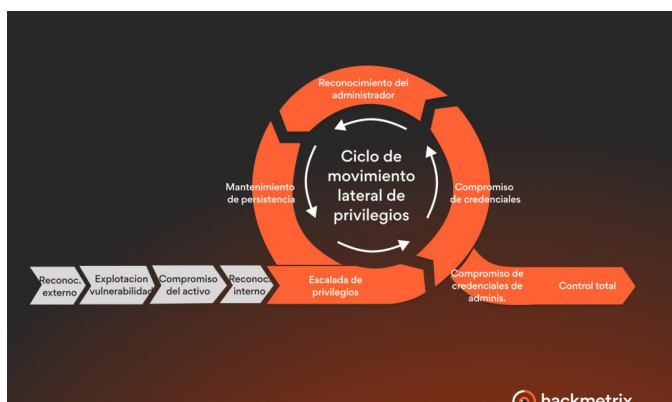 Reconocimiento del
administrador
Ciclo de
movimiento
lateral de
privilegios
Mantenimiento
de persistencia
Compromiso
de credenciales
Reconoc.
externo
Explotacion
vulnerabilidad
Compromiso
del activo
Reconoc.
interno
Escalada de
privilegios
Compromiso de
credenciales de
adminis.
Control total
hackmetrix